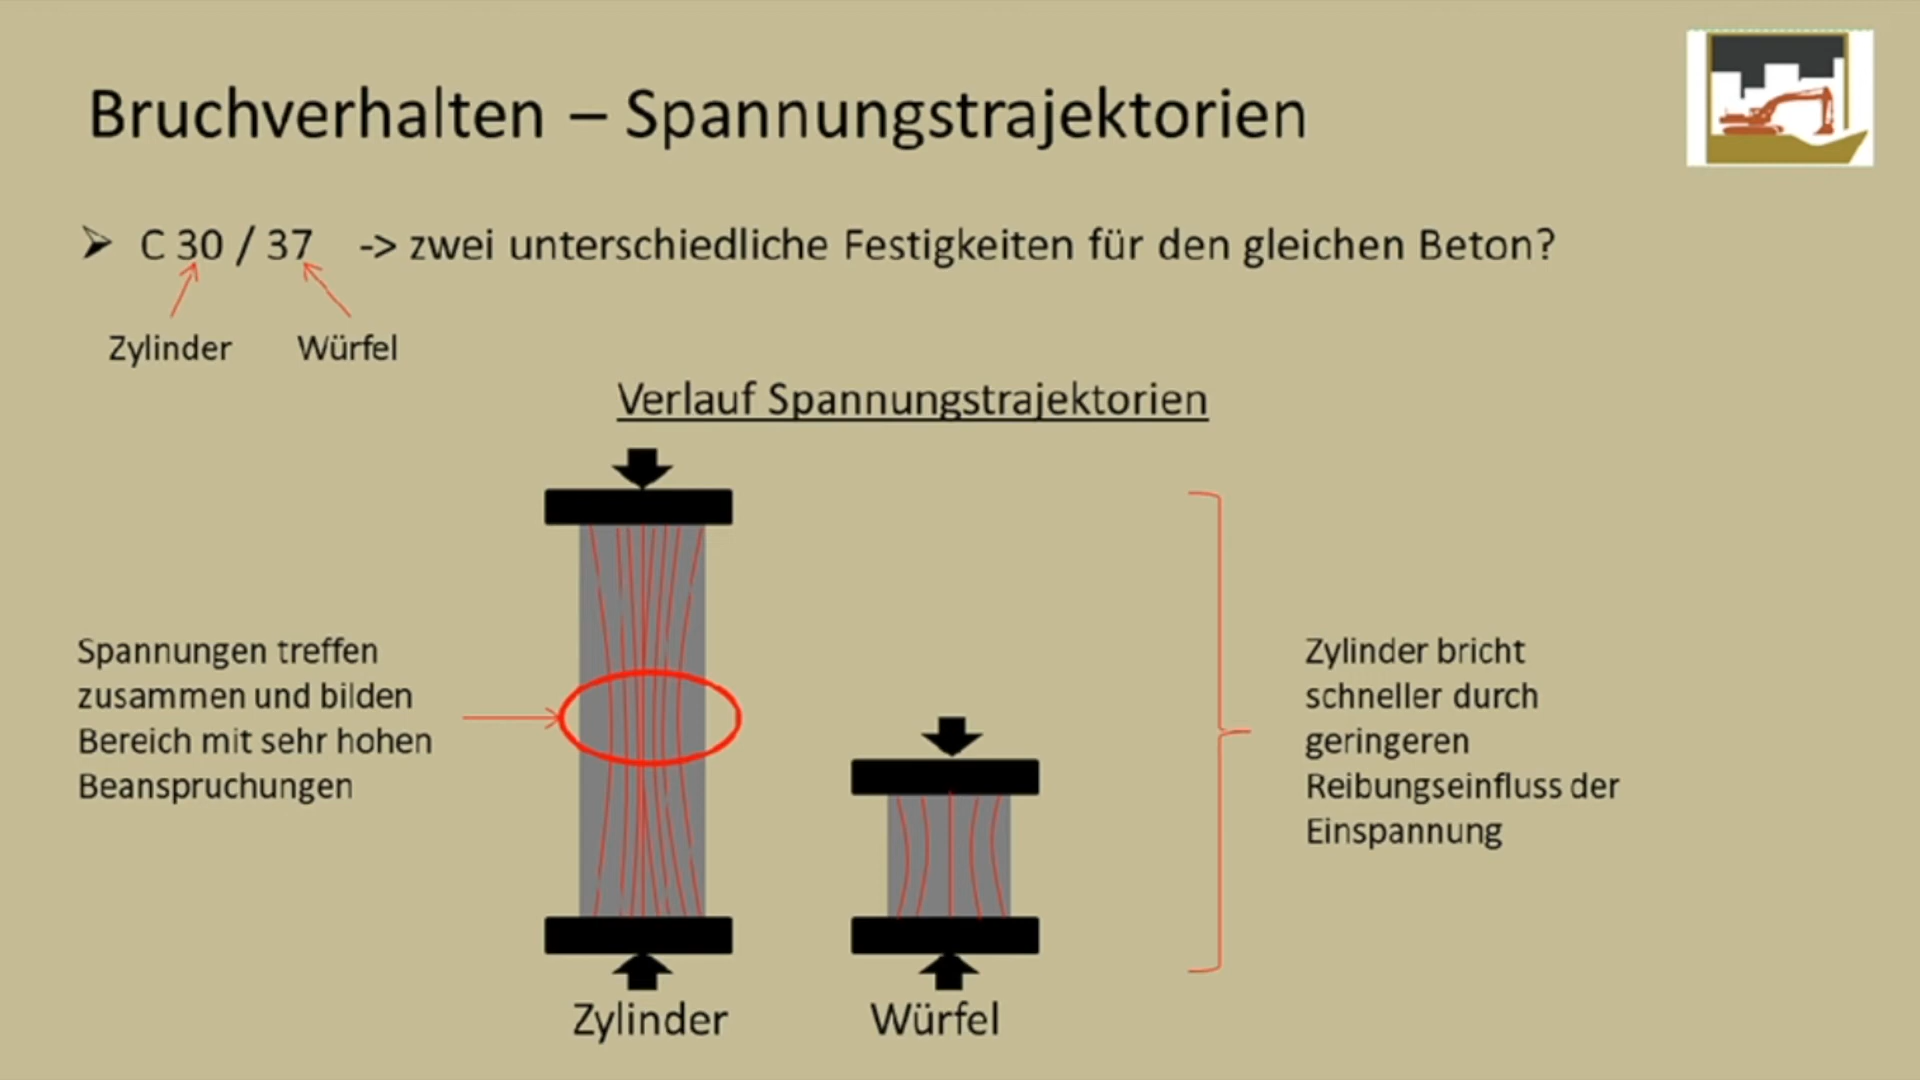 Bruchverhalten – Spannungstrajektorien
C 30 / 37 -> zwei unterschiedliche Festigkeiten für den gleichen Beton?
Zylinder Würfel
Verlauf Spannungstrajektorien
Spannungen treffen
zusammen und bilden
Bereich mit sehr hohen
Beanspruchungen
Zylinder bricht
schneller durch
geringeren
Reibungseinfluss der
Einspannung
Zylinder Würfel